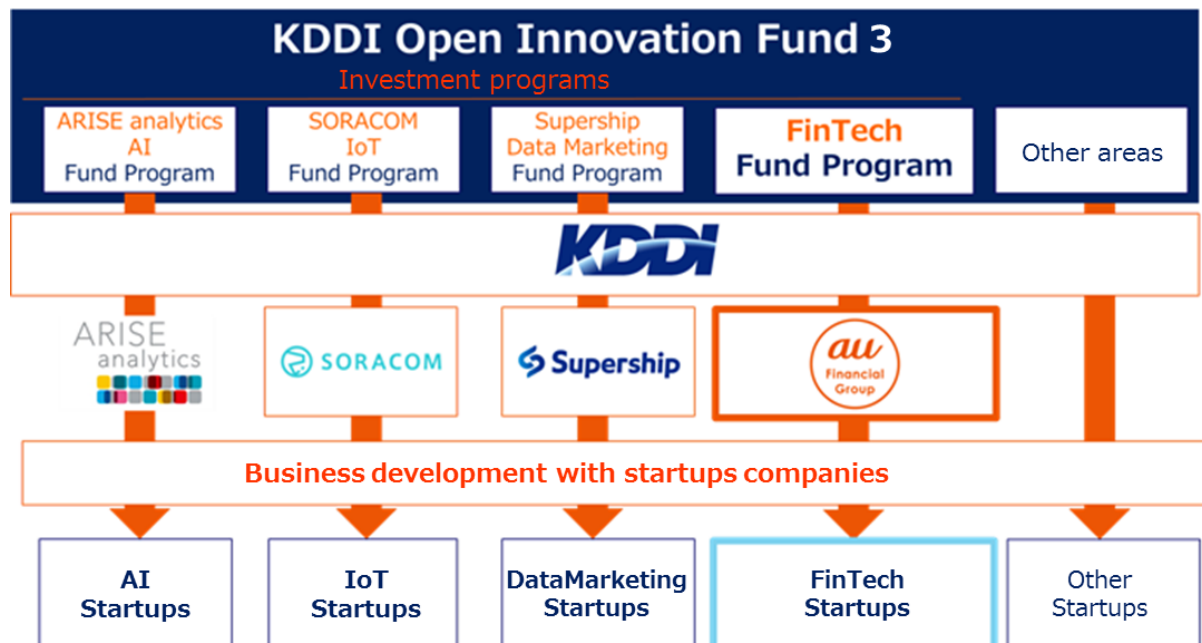 KDDI Open Innovation Fund 3
Investment programs
ARISE analytics
AI
Fund Program
SORACOM
IoT
Fund Program
Supership
Data Marketing
Fund Program
FinTech
Fund Program
Other areas
KDDI
ARISE
analytics
SORACOM
Supership
au
Financial
Group
Business development with startups companies
AI
Startups
IoT
Startups
DataMarketing
Startups
FinTech
Startups
Other
Startups